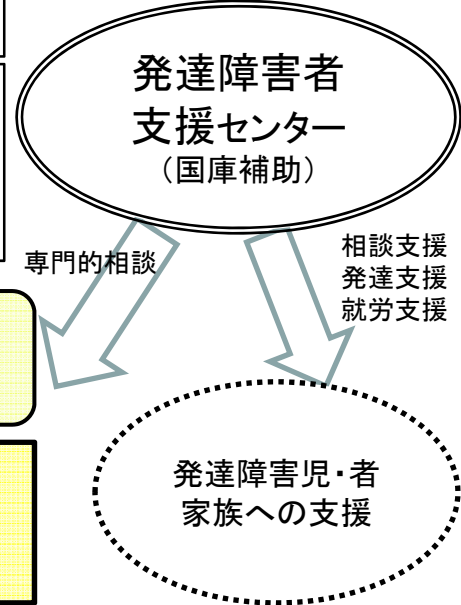 発達障害者
支援センター
（国庫補助）
専門的相談
相談支援
発達支援
就労支援
発達障害児・者
家族への支援